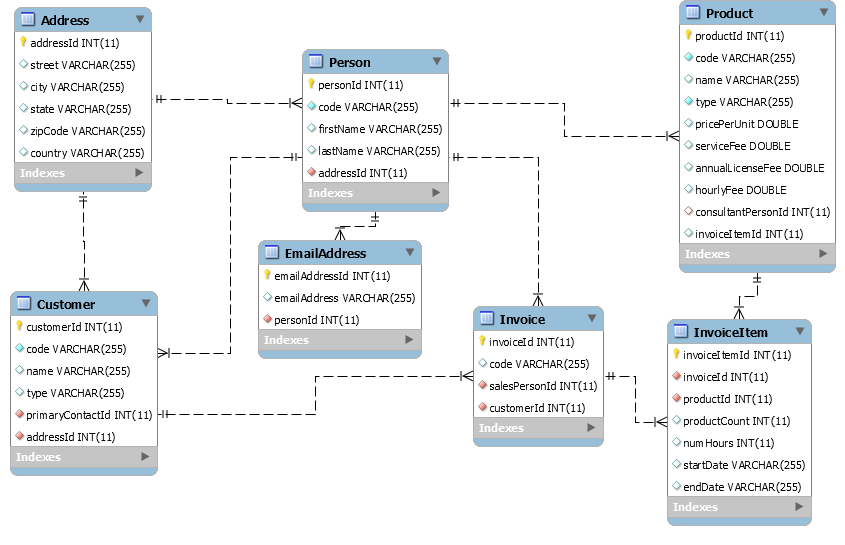 Address
addressId INT(11)
street VARCHAR(255)
city VARCHAR(255)
state VARCHAR(255)
zipCode VARCHAR(255)
country VARCHAR(255)
Indexes
Person
personId INT(11)
code VARCHAR(255)
firstName VARCHAR(255)
lastName VARCHAR(255)
addressId INT(11)
Indexes
Product
productId INT(11)
code VARCHAR(255)
name VARCHAR(255)
type VARCHAR(255)
pricePerUnit DOUBLE
serviceFee DOUBLE
annualLicenseFee DOUBLE
hourlyFee DOUBLE
consultantPersonId INT(11)
invoiceItemId INT(11)
Indexes
EmailAddress
emailAddressId INT(11)
emailAddress VARCHAR(255)
personId INT(11)
Indexes
Customer
customerId INT(11)
code VARCHAR(255)
name VARCHAR(255)
type VARCHAR(255)
primaryContactId INT(11)
addressId INT(11)
Indexes
Invoice
invoiceId INT(11)
code VARCHAR(255)
salesPersonId INT(11)
customerId INT(11)
Indexes
InvoiceItem
invoiceItemId INT(11)
invoiceId INT(11)
productId INT(11)
productCount INT(11)
numHours INT(11)
startDate VARCHAR(255)
endDate VARCHAR(255)
Indexes